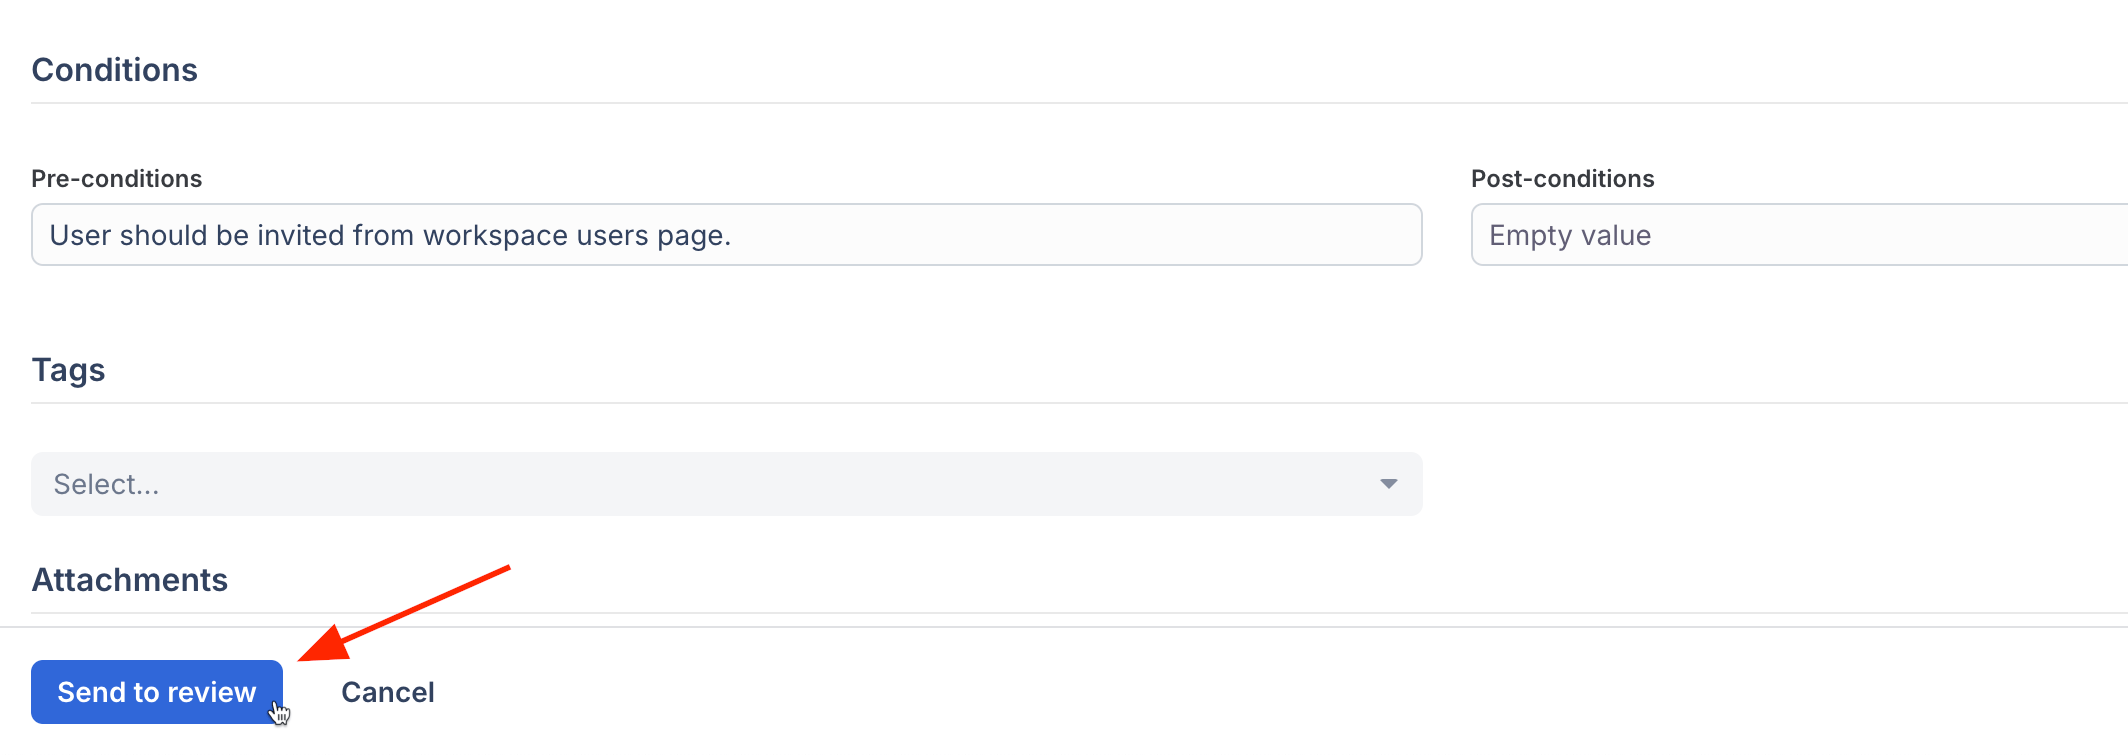 Conditions
Pre-conditions
Post-conditions
User should be invited from workspace users page.
Empty value
Tags
Select...
Attachments
Send to review
Cancel